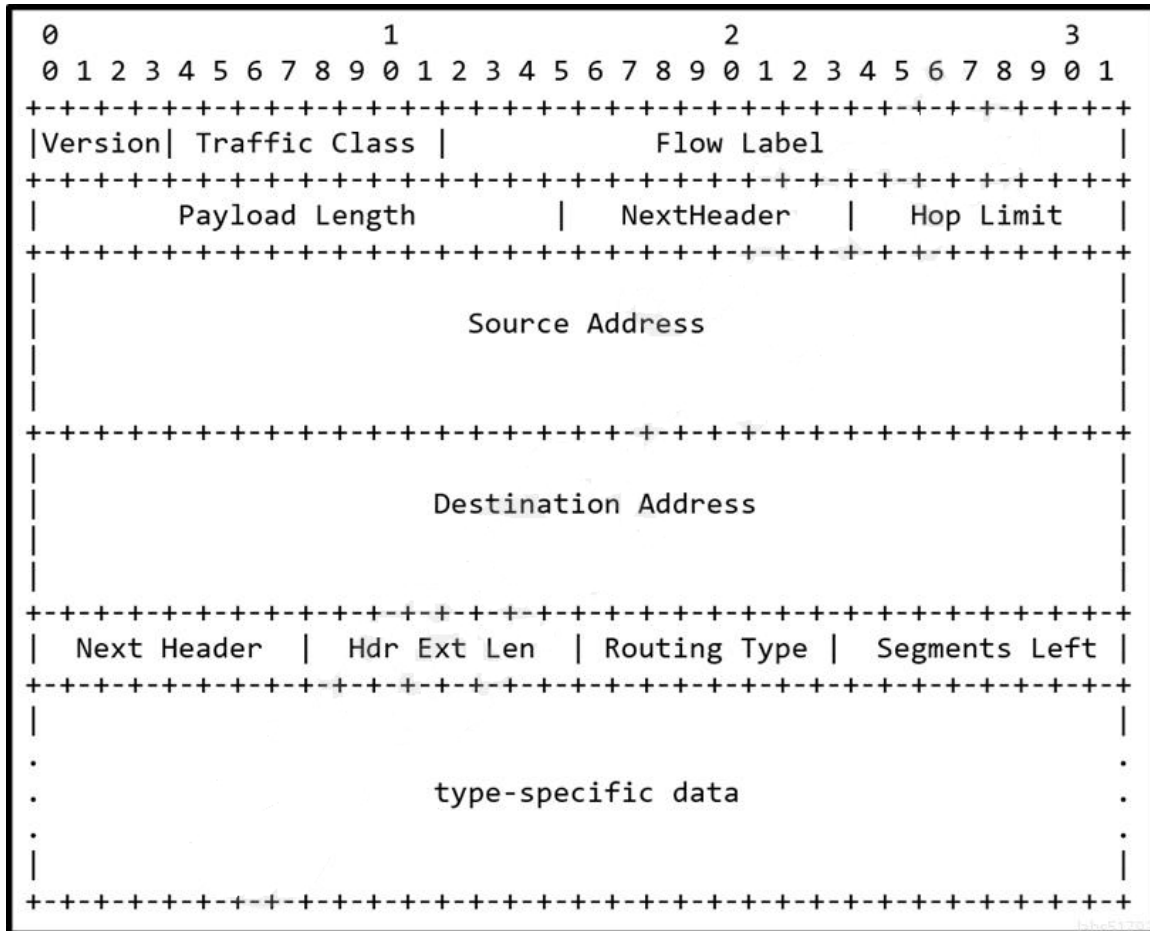 0                   1                   2                   3
0 1 2 3 4 5 6 7 8 9 0 1 2 3 4 5 6 7 8 9 0 1 2 3 4 5 6 7 8 9 0 1
+-+-+-+-+-+-+-+-+-+-+-+-+-+-+-+-+-+-+-+-+-+-+-+-+-+-+-+-+-+-+-+-+
|Version| Traffic Class |            Flow Label                 |
+-+-+-+-+-+-+-+-+-+-+-+-+-+-+-+-+-+-+-+-+-+-+-+-+-+-+-+-+-+-+-+-+
|        Payload Length        |   NextHeader   |   Hop Limit   |
+-+-+-+-+-+-+-+-+-+-+-+-+-+-+-+-+-+-+-+-+-+-+-+-+-+-+-+-+-+-+-+-+
|                                                               |
|                         Source Address                        |
|                                                               |
|                                                               |
+-+-+-+-+-+-+-+-+-+-+-+-+-+-+-+-+-+-+-+-+-+-+-+-+-+-+-+-+-+-+-+-+
|                                                               |
|                       Destination Address                     |
|                                                               |
|                                                               |
+-+-+-+-+-+-+-+-+-+-+-+-+-+-+-+-+-+-+-+-+-+-+-+-+-+-+-+-+-+-+-+-+
|  Next Header  |  Hdr Ext Len  | Routing Type |  Segments Left |
+-+-+-+-+-+-+-+-+-+-+-+-+-+-+-+-+-+-+-+-+-+-+-+-+-+-+-+-+-+-+-+-+
|                                                               |
.                                                               .
.                       type-specific data                      .
.                                                               .
|                                                               |
+-+-+-+-+-+-+-+-+-+-+-+-+-+-+-+-+-+-+-+-+-+-+-+-+-+-+-+-+-+-+-+-+